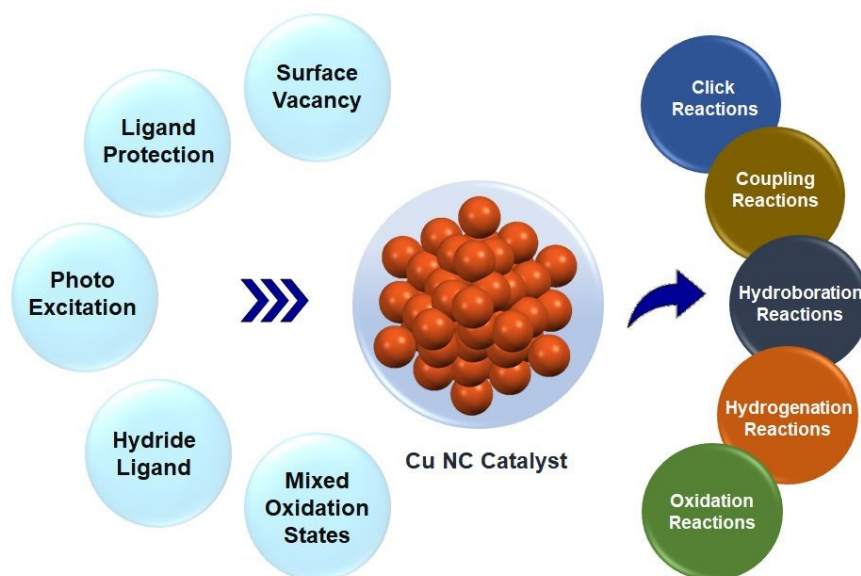 Surface
Vacancy
Ligand
Protection
Photo
Excitation
Hydride
Ligand
Mixed
Oxidation
States
Cu NC Catalyst
Click
Reactions
Coupling
Reactions
Hydroboration
Reactions
Hydrogenation
Reactions
Oxidation
Reactions